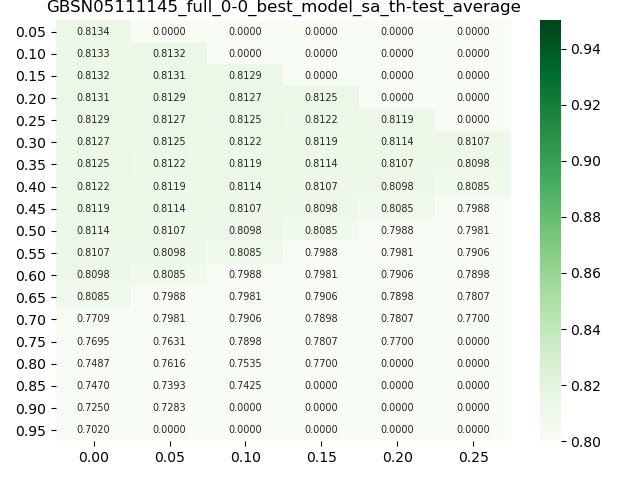 GBSN05111145_full_0-0_best_model_sa_th-test_average
0.05 0.8134 0.0000 0.0000 0.0000 0.0000 0.0000
0.10 0.8133 0.8132 0.0000 0.0000 0.0000 0.0000
0.15 0.8132 0.8131 0.8129 0.0000 0.0000 0.0000
0.20 0.8131 0.8129 0.8127 0.8125 0.0000 0.0000
0.25 0.8129 0.8127 0.8125 0.8122 0.8119 0.0000
0.30 0.8127 0.8125 0.8122 0.8119 0.8114 0.8107
0.35 0.8125 0.8122 0.8119 0.8114 0.8107 0.8098
0.40 0.8122 0.8119 0.8114 0.8107 0.8098 0.8085
0.45 0.8119 0.8114 0.8107 0.8098 0.8085 0.7988
0.50 0.8114 0.8107 0.8098 0.8085 0.7988 0.7981
0.55 0.8107 0.8098 0.8085 0.7988 0.7981 0.7906
0.60 0.8098 0.8085 0.7988 0.7981 0.7906 0.7898
0.65 0.8085 0.7988 0.7981 0.7906 0.7898 0.7807
0.70 0.7709 0.7981 0.7906 0.7898 0.7807 0.7700
0.75 0.7695 0.7631 0.7898 0.7807 0.7700 0.0000
0.80 0.7487 0.7616 0.7535 0.7700 0.0000 0.0000
0.85 0.7470 0.7393 0.7425 0.0000 0.0000 0.0000
0.90 0.7250 0.7283 0.0000 0.0000 0.0000 0.0000
0.95 0.7020 0.0000 0.0000 0.0000 0.0000 0.0000
0.00 0.05 0.10 0.15 0.20 0.25
0.94
0.92
0.90
0.88
0.86
0.84
0.82
0.80